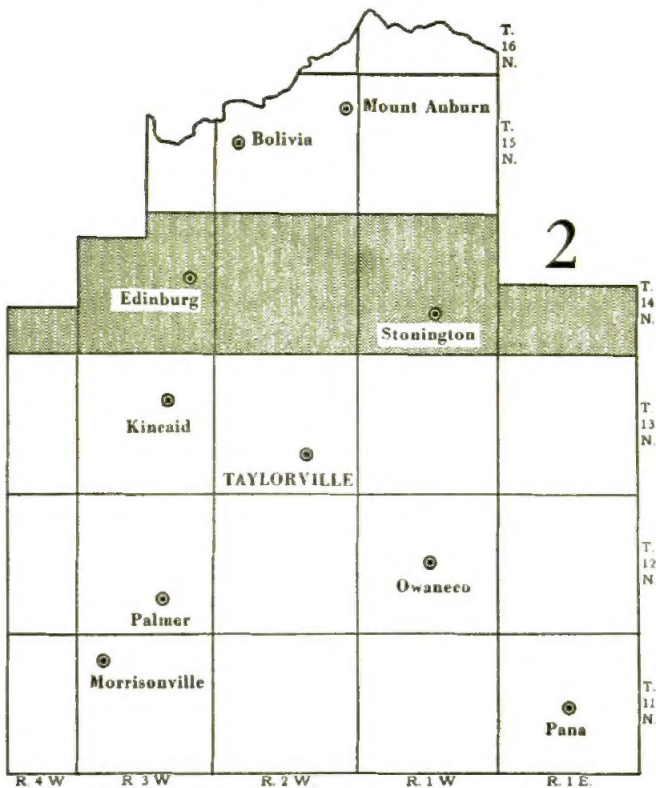 T.
16
N.
Mount Auburn
T.
15
N.
Bolivia
2
T.
14
N.
Edinburg
Stonington
Kincaid
T.
13
N.
TAYLORVILLE
T.
12
N.
Owaneco
Palmer
Morrisonville
T.
11
N.
Pana
R. 4 W
R 3 W
R. 2 W.
R. 1 W
R. 1 E.